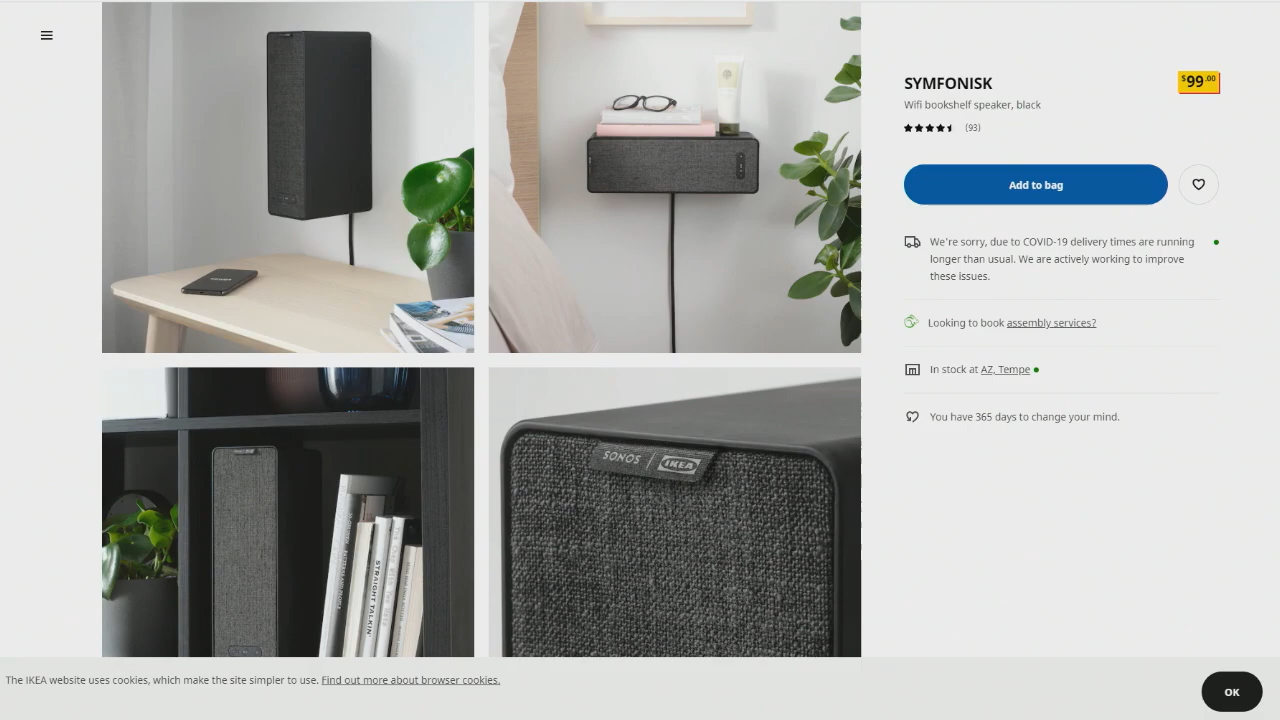 SYMFONISK
$99.00
Wifi bookshelf speaker, black
(93)
Add to bag
We're sorry, due to COVID-19 delivery times are running
longer than usual. We are actively working to improve
these issues.
Looking to book assembly services?
In stock at AZ, Tempe
You have 365 days to change your mind.
SONOS
IKEA
STRAIGHT TALKIN'
The IKEA website uses cookies, which make the site simpler to use. Find out more about browser cookies.
OK